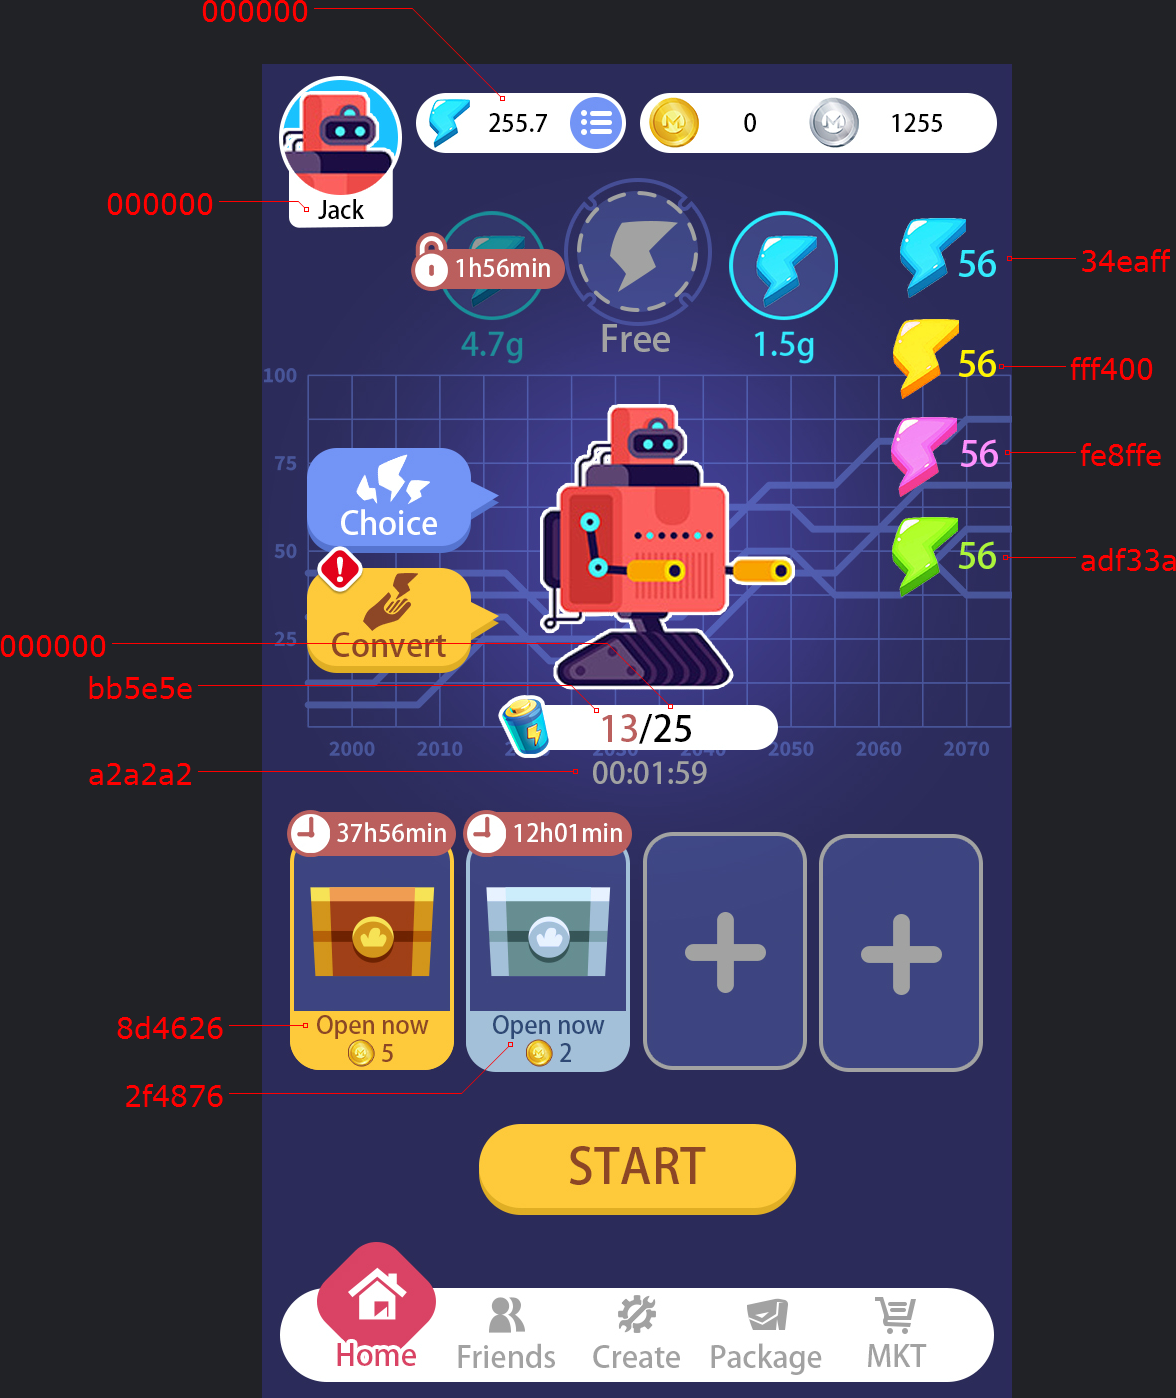 000000
255.7
0
1255
000000
Jack
1h56min
56
34eaff
4.7g
Free
1.5g
56
fff400
100
75
56
fe8ffe
Choice
50
56
adf33a
Convert
25
000000
bb5e5e
13/25
2000
2010
2040
2050
2060
2070
a2a2a2
00:01:59
37h56min
12h01min
8d4626
Open now
5
Open now
2
2f4876
START
Home
Friends
Create
Package
MKT